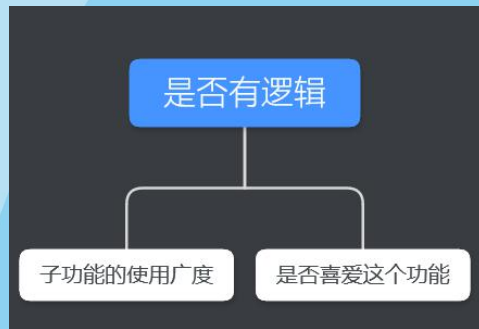 是否有逻辑
子功能的使用广度
是否喜爱这个功能